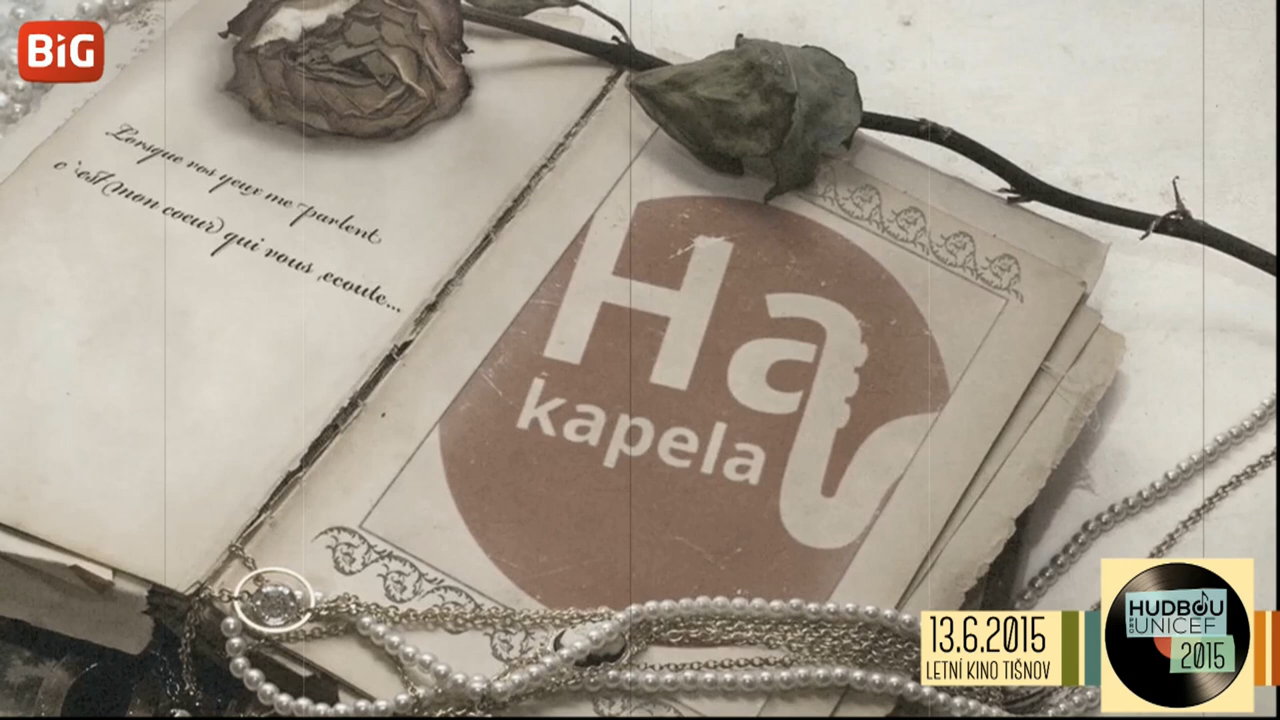 BiG
Lorsque vos yeux me parlent
c'est mon coeur qui vous ecoute...
Ha
kapela
13.6.2015
LETNÍ KINO TIŠNOV
HUDBOU
PRO UNICEF
2015